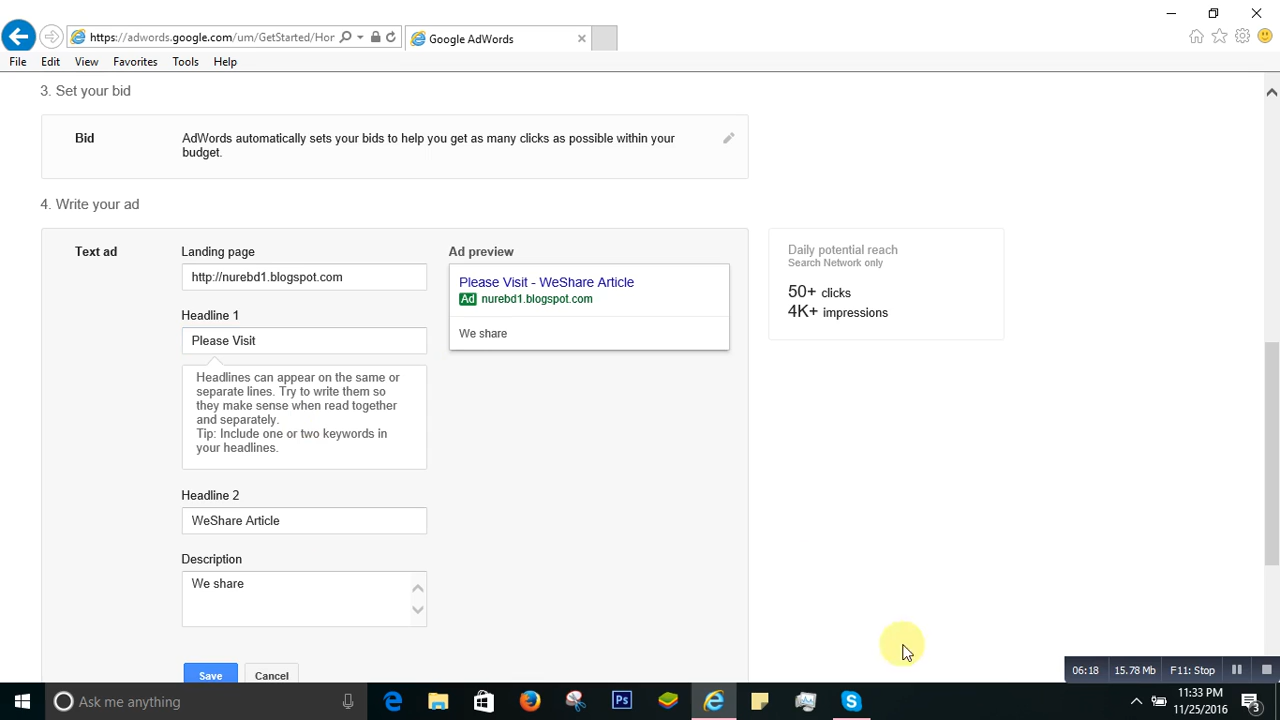 https://adwords.google.com/um/GetStarted/Hor
Google AdWords
File Edit View Favorites Tools Help
3. Set your bid
Bid
AdWords automatically sets your bids to help you get as many clicks as possible within your
budget.
4. Write your ad
Text ad
Landing page
http://nurebd1.blogspot.com
Headline 1
Please Visit
Headlines can appear on the same or
separate lines. Try to write them so
they make sense when read together
and separately.
Tip: Include one or two keywords in
your headlines.
Headline 2
WeShare Article
Description
We share
Save Cancel
Ad preview
Please Visit - WeShare Article
Ad nurebd1.blogspot.com
We share
Daily potential reach
Search Network only
50+ clicks
4K+ impressions
06:18 15.78 MB F11: Stop
Ask me anything
Ps
11:33 PM
11/25/2016
3